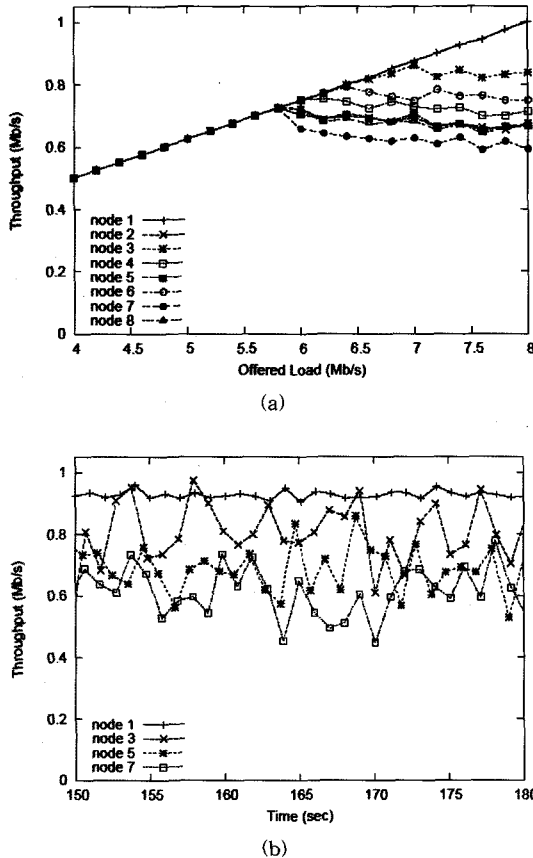 1
0.8
0.6
0.4
0.2
0
Throughput (Mb/s)
node 1
node 2
node 3
node 4
node 5
node 6
node 7
node 8
4 4.5 5 5.5 6 6.5 7 7.5 8
Offered Load (Mb/s)
(a)
1
0.8
0.6
0.4
0.2
0
Throughput (Mb/s)
node 1
node 3
node 5
node 7
150 155 160 165 170 175 180
Time (sec)
(b)